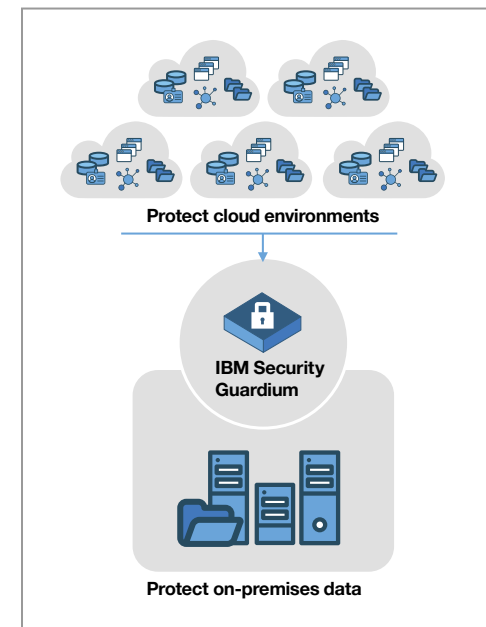 Protect cloud environments
IBM Security
Guardium
Protect on-premises data